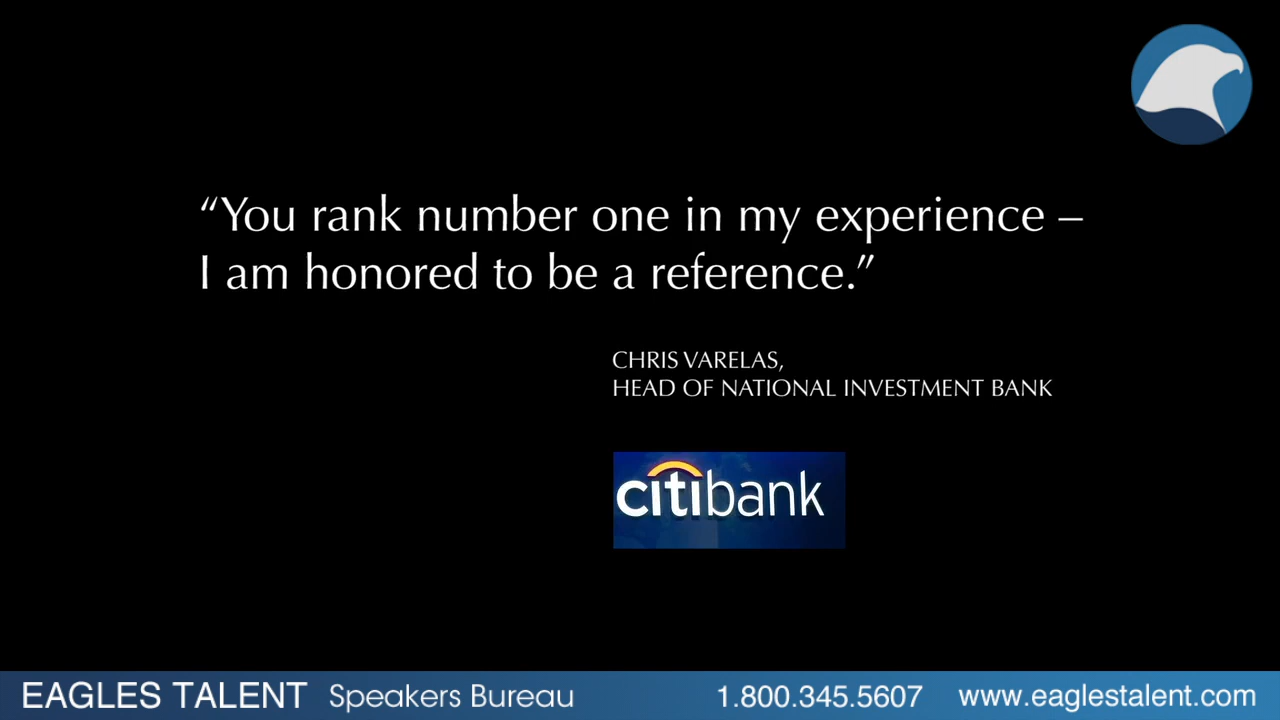 “You rank number one in my experience –
I am honored to be a reference.”
CHRIS VARELAS,
HEAD OF NATIONAL INVESTMENT BANK
citibank
EAGLES TALENT Speakers Bureau 1.800.345.5607 www.eaglestalent.com